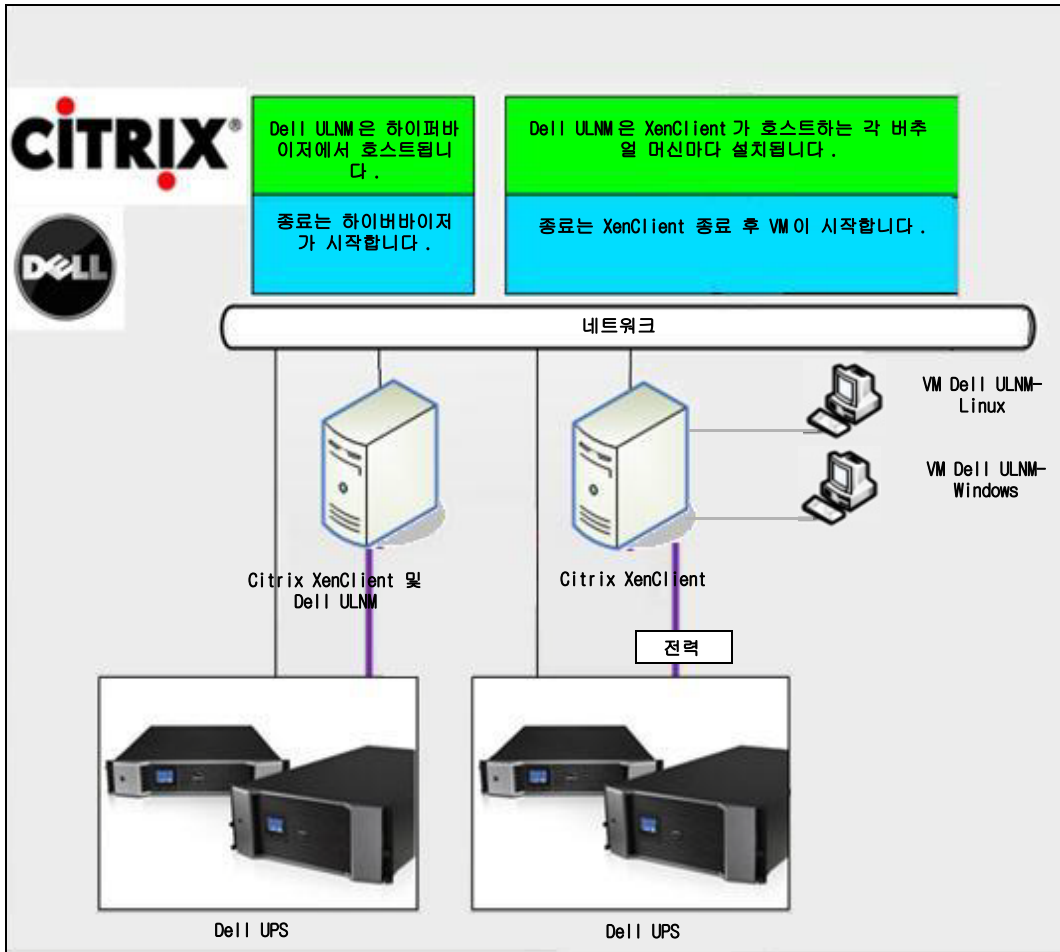 CITRIX®
DELL
Dell ULNM은 하이퍼바
이저에서 호스트됩니
다.
Dell ULNM은 XenClient가 호스트하는 각 버추
얼 머신마다 설치됩니다.
종료는 하이버바이저
가 시작합니다.
종료는 XenClient 종료 후 VM이 시작합니다.
네트워크
VM Dell ULNM-
Linux
VM Dell ULNM-
Windows
Citrix XenClient 및
Dell ULNM
Citrix XenClient
전력
Dell UPS
Dell UPS